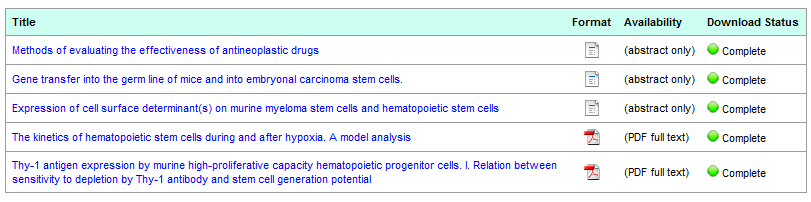 Title Format Availability Download Status
Methods of evaluating the effectiveness of antineoplastic drugs (abstract only) Complete
Gene transfer into the germ line of mice and into embryonal carcinoma stem cells. (abstract only) Complete
Expression of cell surface determinant(s) on murine myeloma stem cells and hematopoietic stem cells (abstract only) Complete
The kinetics of hematopoietic stem cells during and after hypoxia. A model analysis (PDF full text) Complete
Thy-1 antigen expression by murine high-proliferative capacity hematopoietic progenitor cells. I. Relation between
sensitivity to depletion by Thy-1 antibody and stem cell generation potential (PDF full text) Complete